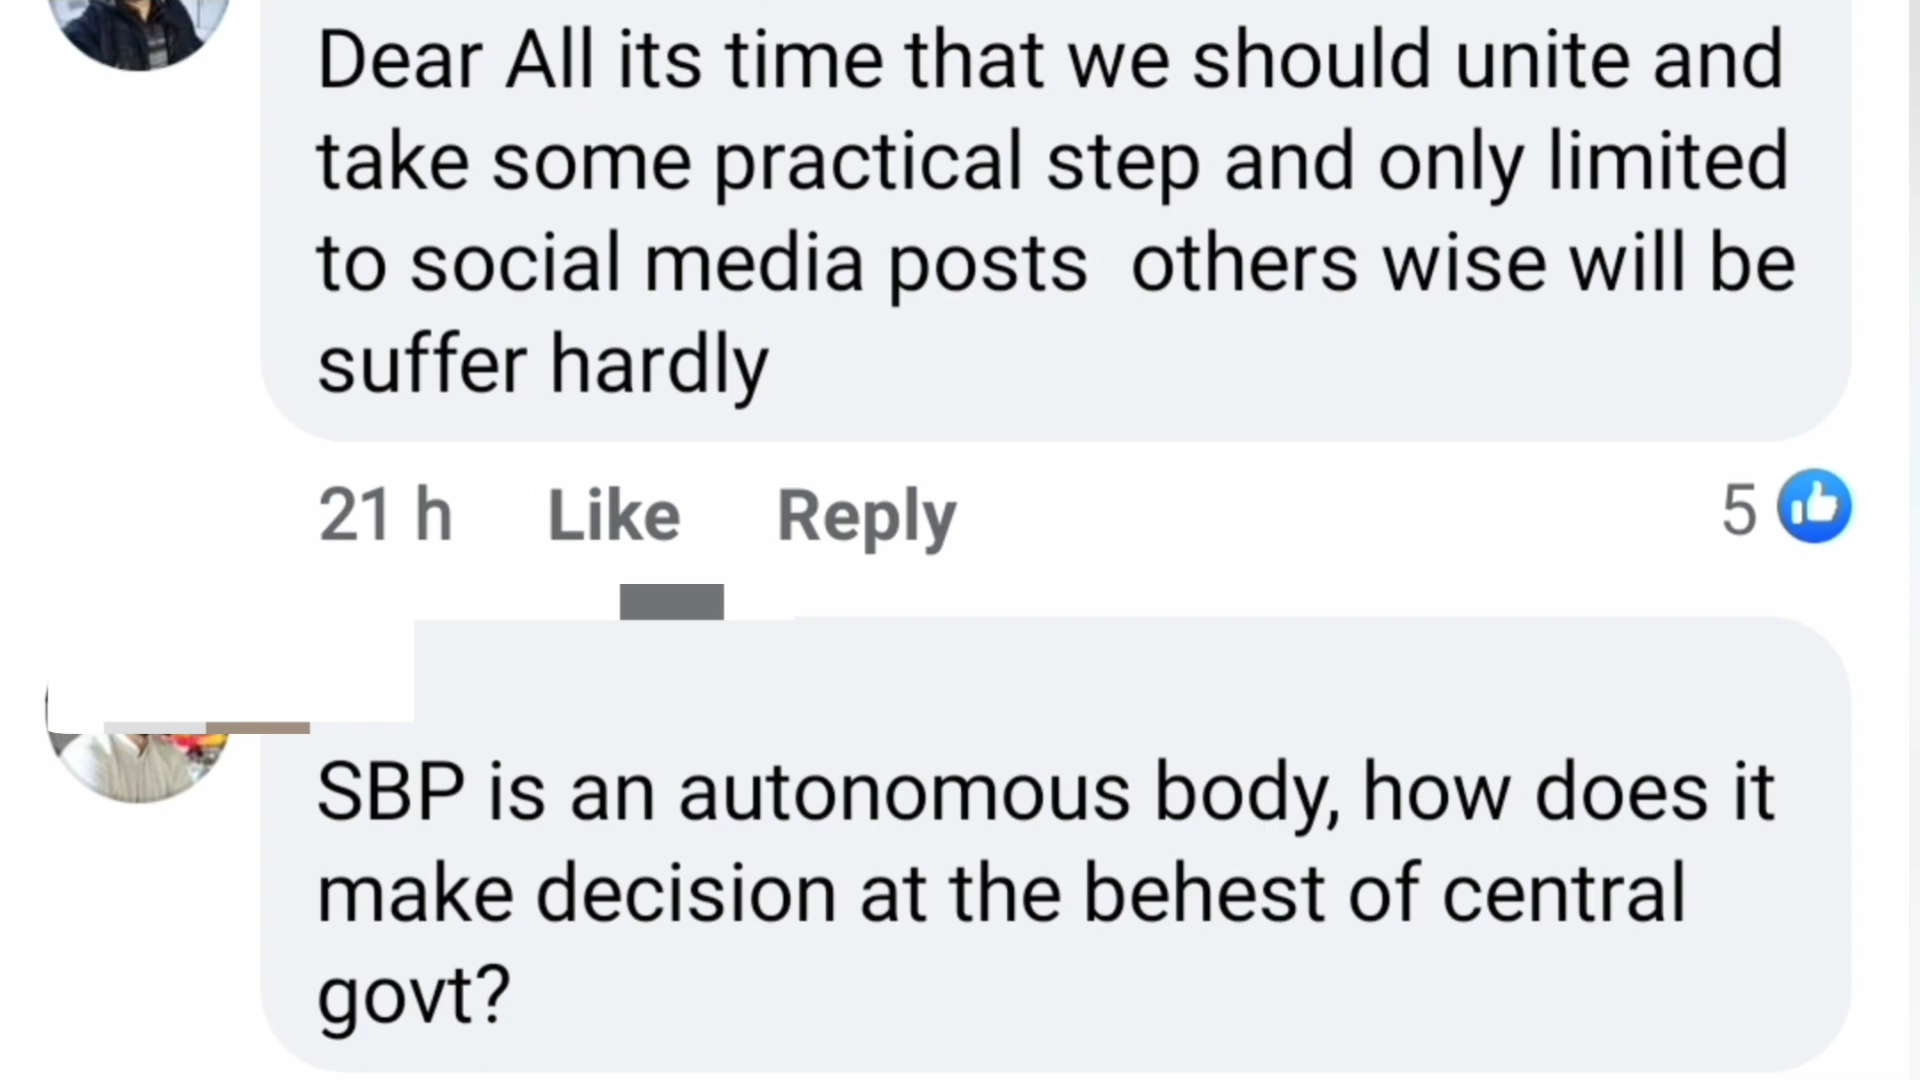 Dear All its time that we should unite and
take some practical step and only limited
to social media posts  others wise will be
suffer hardly
21 h Like Reply 5
SBP is an autonomous body, how does it
make decision at the behest of central
govt?